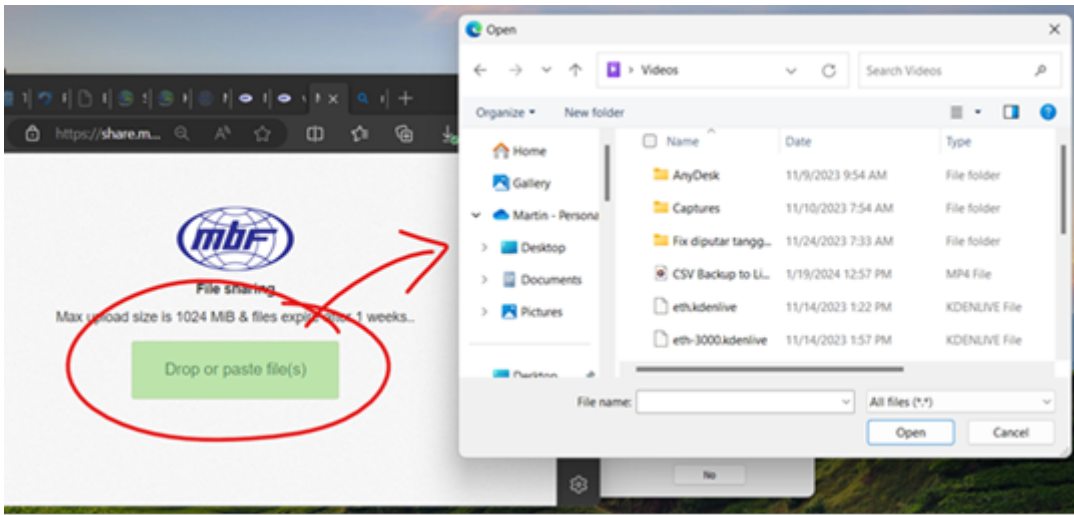 Open
Videos
Search Videos
Organize
New folder
https://share.m...
Home
Gallery
Martin - Persona
Desktop
Documents
Pictures
Desktop
Name Date Type
AnyDesk 11/9/2023 9:54 AM File folder
Captures 11/10/2023 7:54 AM File folder
Fix diputar tangg... 11/24/2023 7:33 AM File folder
CSV Backup to Li... 1/19/2024 12:57 PM MP4 File
eth.kdenlive 11/14/2023 1:22 PM KDENLIVE File
eth-3000.kdenlive 11/14/2023 1:57 PM KDENLIVE File
File name:
All files (*.*)
Open Cancel
No
mbf
File sharing
Max upload size is 1024 MiB & files expire after 1 weeks..
Drop or paste file(s)